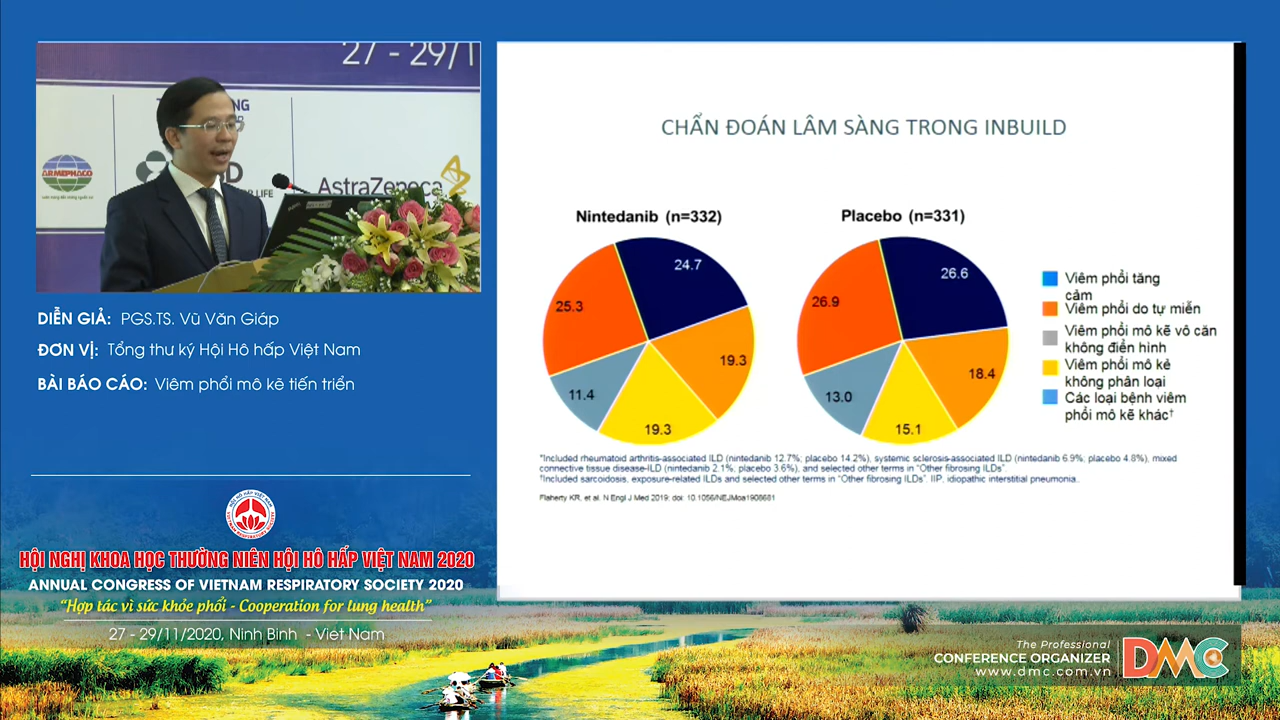 27 - 29/1
ARMEPHACO
AstraZeneca
DIỄN GIẢ: PGS.TS. Vũ Văn Giáp
ĐƠN VỊ: Tổng thư ký Hội Hô hấp Việt Nam
BÀI BÁO CÁO: Viêm phổi mô kẽ tiến triển
HỘI NGHỊ KHOA HỌC THƯỜNG NIÊN HỘI HÔ HẤP VIỆT NAM 2020
ANNUAL CONGRESS OF VIETNAM RESPIRATORY SOCIETY 2020
“Hợp tác vì sức khỏe phổi - Cooperation for lung health”
27 - 29/11/2020, Ninh Bình - Việt Nam
CHẨN ĐOÁN LÂM SÀNG TRONG INBUILD
Nintedanib (n=332)
24.7
25.3
19.3
11.4
19.3
Placebo (n=331)
26.6
26.9
18.4
13.0
15.1
Viêm phổi tăng
cảm
Viêm phổi do tự miễn
Viêm phổi mô kẽ vô căn
không điển hình
Viêm phổi mô kẽ
không phân loại
Các loại bệnh viêm
phổi mô kẽ khác†
*Included rheumatoid arthritis-associated ILD (nintedanib 12.7%; placebo 14.2%), systemic sclerosis-associated ILD (nintedanib 6.9%; placebo 4.8%), mixed
connective tissue disease-ILD (nintedanib 2.1%, placebo 3.6%), and selected other terms in “Other fibrosing ILDs”.
†Included sarcoidosis, exposure-related ILDs and selected other terms in “Other fibrosing ILDs”. IIP, idiopathic interstitial pneumonia..
Flaherty KR, et al. N Engl J Med 2019; doi: 10.1056/NEJMoa1908681
The Professional
CONFERENCE ORGANIZER
www.dmc.com.vn
DMC